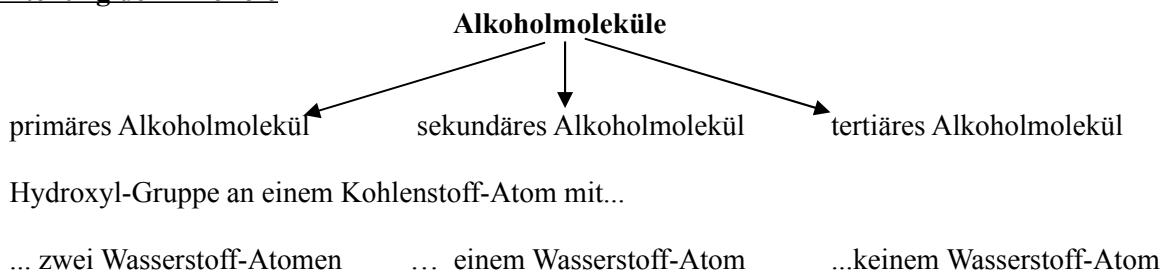 Alkoholmoleküle
primäres Alkoholmolekül sekundäres Alkoholmolekül tertiäres Alkoholmolekül
Hydroxyl-Gruppe an einem Kohlenstoff-Atom mit...
... zwei Wasserstoff-Atomen … einem Wasserstoff-Atom ...keinem Wasserstoff-Atom